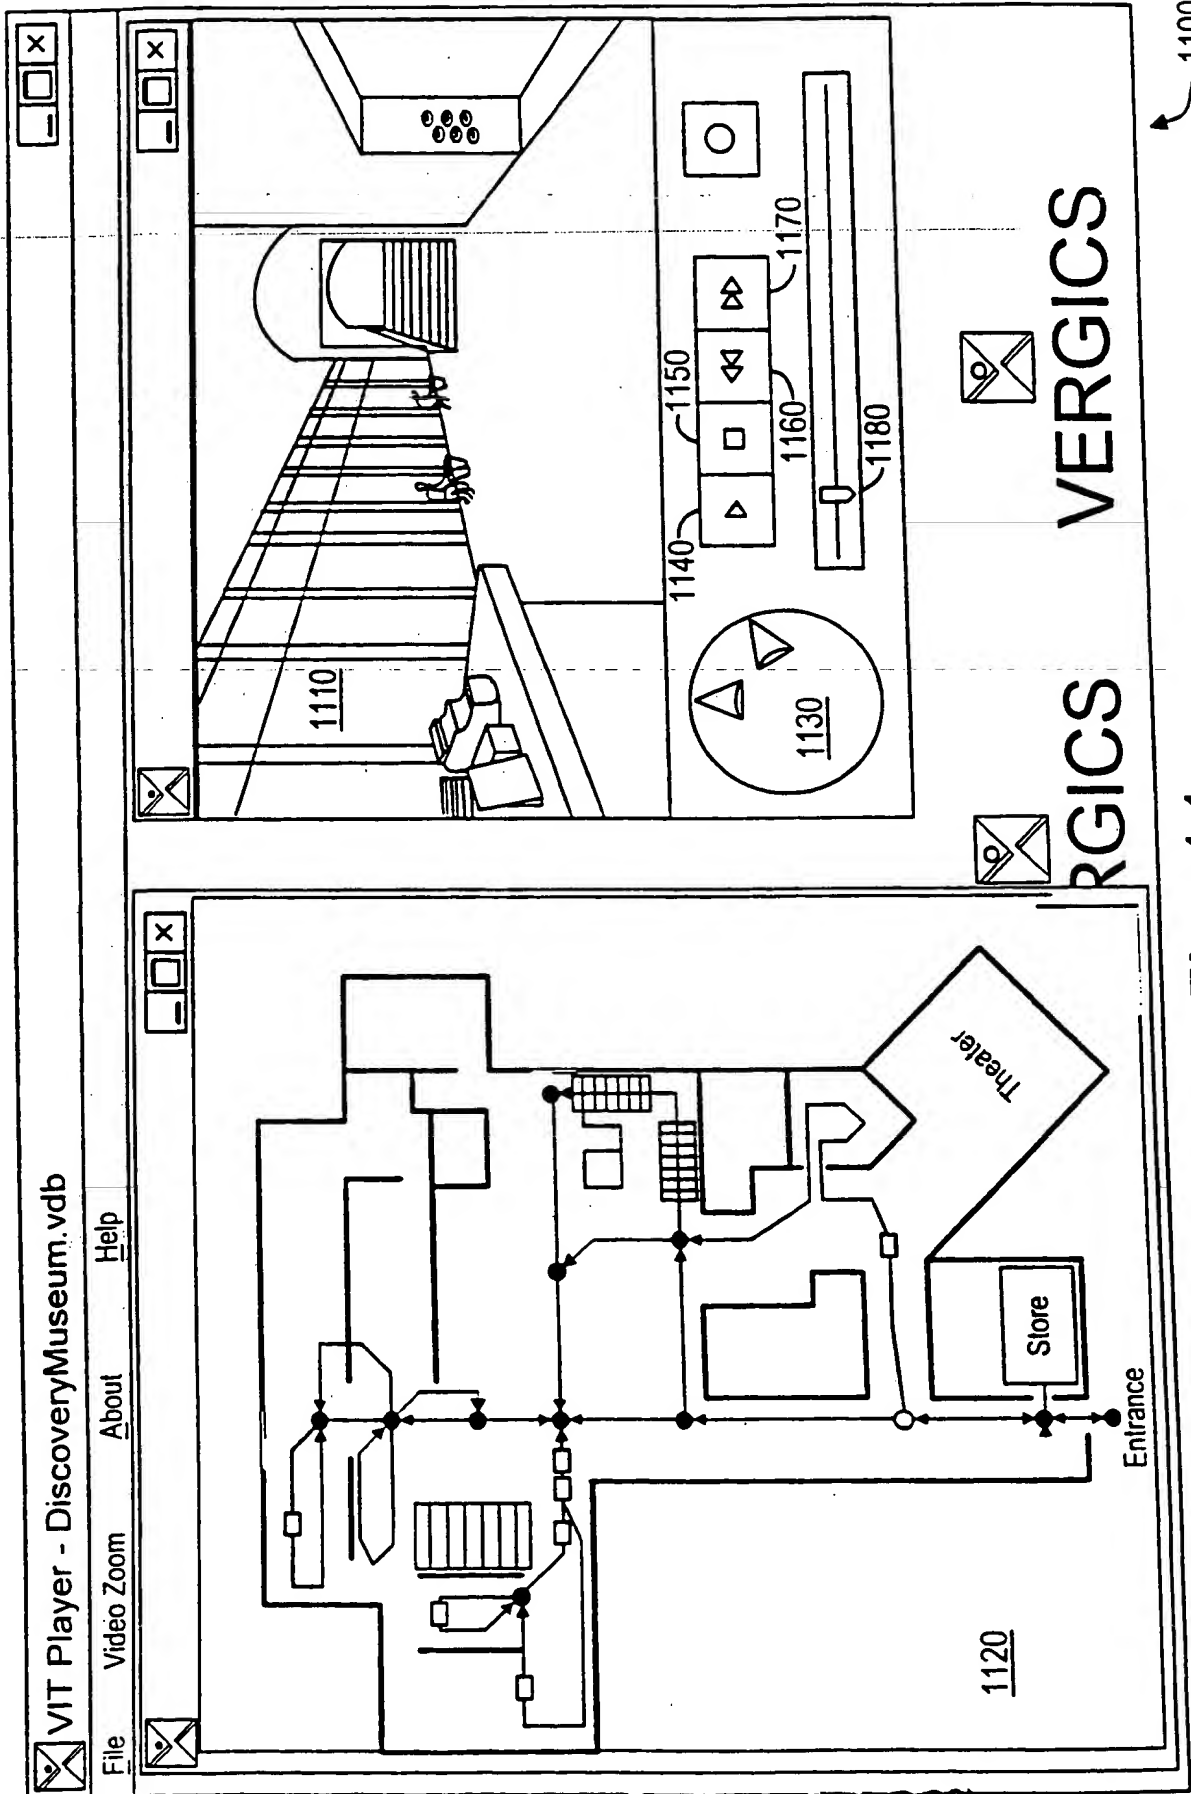 VIT Player - DiscoveryMuseum.vdb
File Video Zoom About Help
1110
1120
Theater
Store
Entrance
1130
1140
1150
1160
1170
1180
RGICS
VERGICS
1100